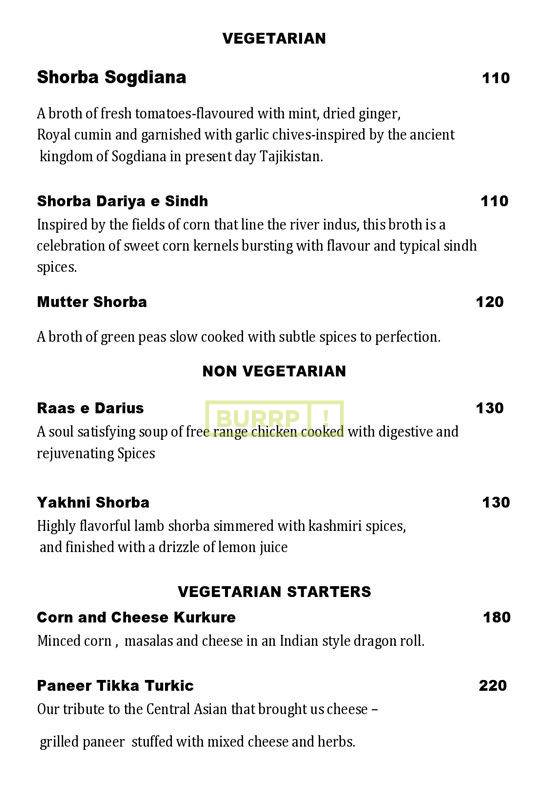 VEGETARIAN
Shorba Sogdiana 110
A broth of fresh tomatoes-flavoured with mint, dried ginger,
Royal cumin and garnished with garlic chives-inspired by the ancient
kingdom of Sogdiana in present day Tajikistan.
Shorba Dariya e Sindh 110
Inspired by the fields of corn that line the river indus, this broth is a
celebration of sweet corn kernels bursting with flavour and typical sindh
spices.
Mutter Shorba 120
A broth of green peas slow cooked with subtle spices to perfection.
NON VEGETARIAN
Raas e Darius 130
BURRP !
A soul satisfying soup of free range chicken cooked with digestive and
rejuvenating Spices
Yakhni Shorba 130
Highly flavorful lamb shorba simmered with kashmiri spices,
and finished with a drizzle of lemon juice
VEGETARIAN STARTERS
Corn and Cheese Kurkure 180
Minced corn , masalas and cheese in an Indian style dragon roll.
Paneer Tikka Turkic 220
Our tribute to the Central Asian that brought us cheese –
grilled paneer stuffed with mixed cheese and herbs.